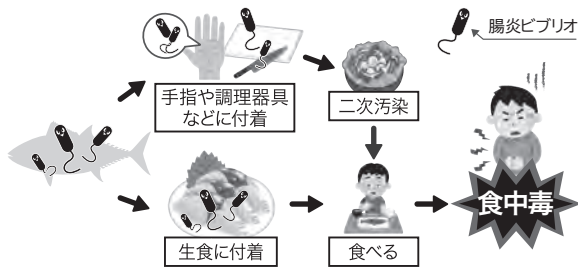 腸炎ビブリオ
手指や調理器具
などに付着
二次汚染
生食に付着
食べる
食中毒